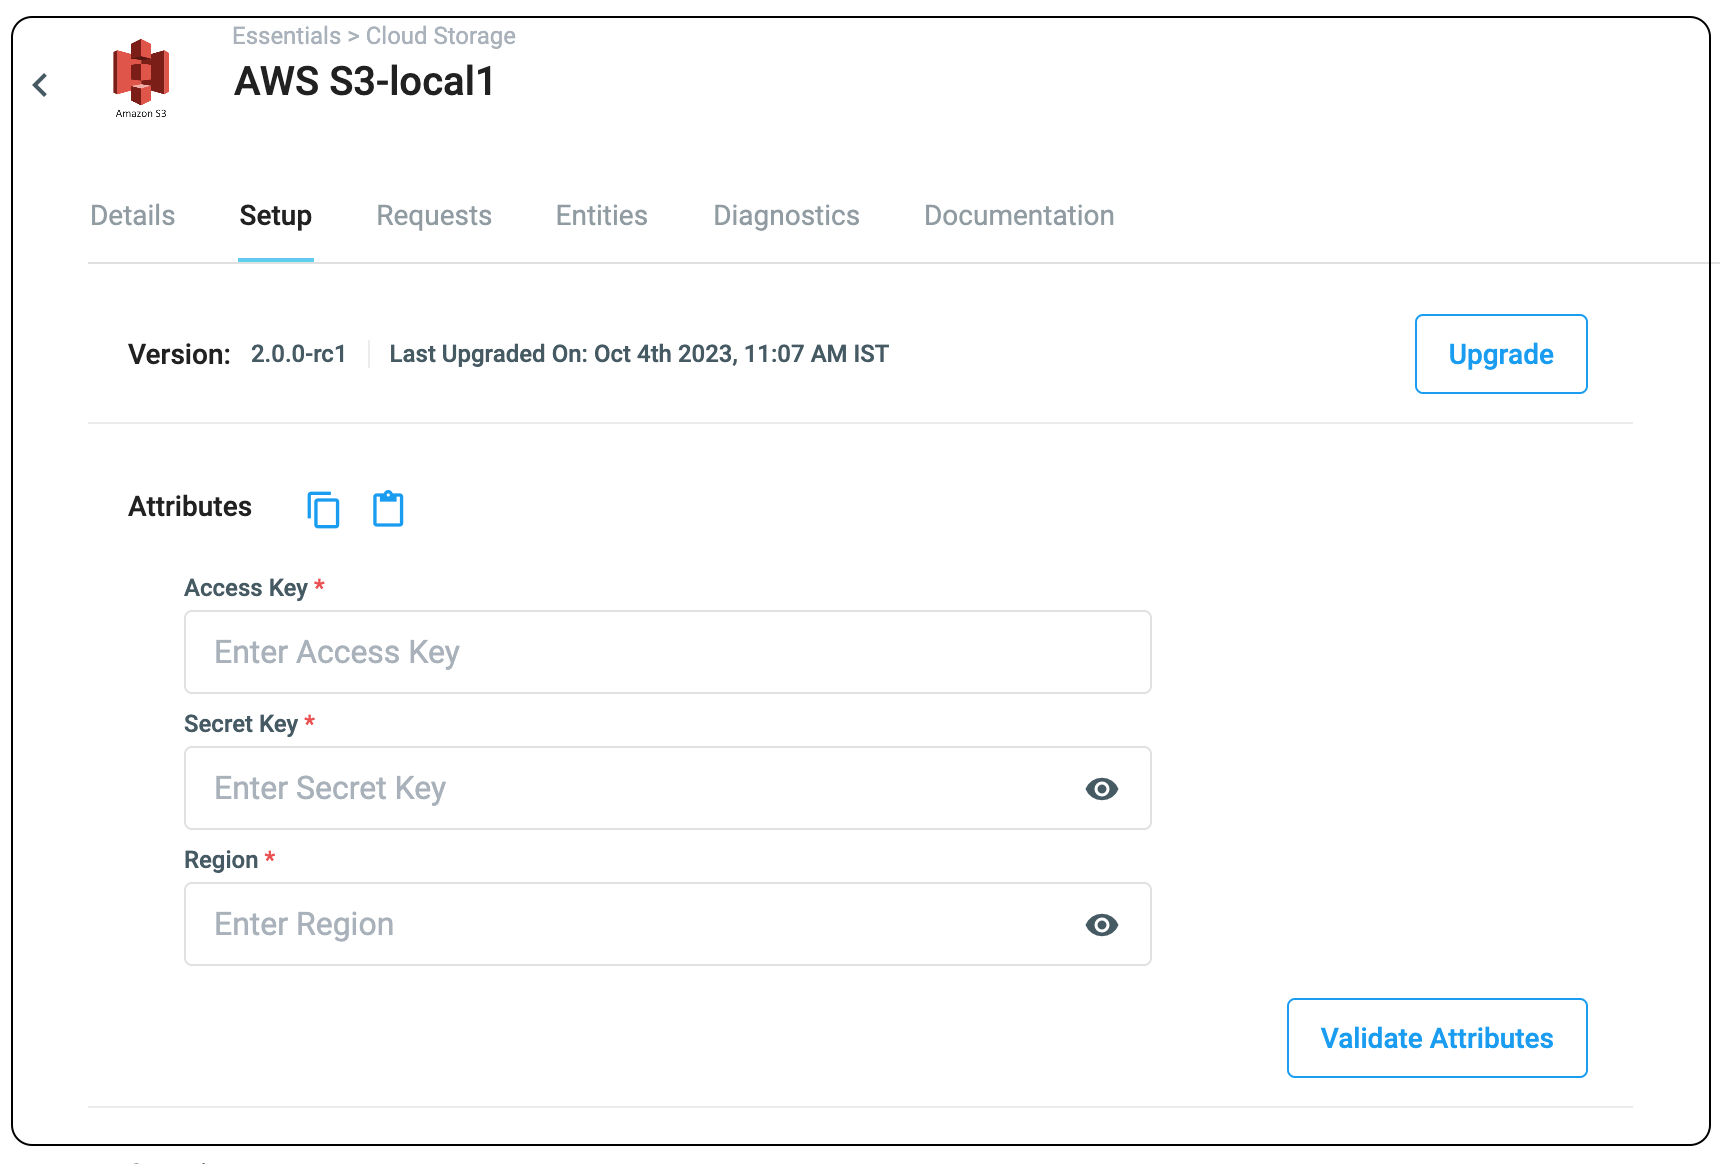 Essentials > Cloud Storage
AWS S3-local1
Amazon S3
Details Setup Requests Entities Diagnostics Documentation
Version: 2.0.0-rc1 Last Upgraded On: Oct 4th 2023, 11:07 AM IST Upgrade
Attributes
Access Key *
Enter Access Key
Secret Key *
Enter Secret Key
Region *
Enter Region
Validate Attributes